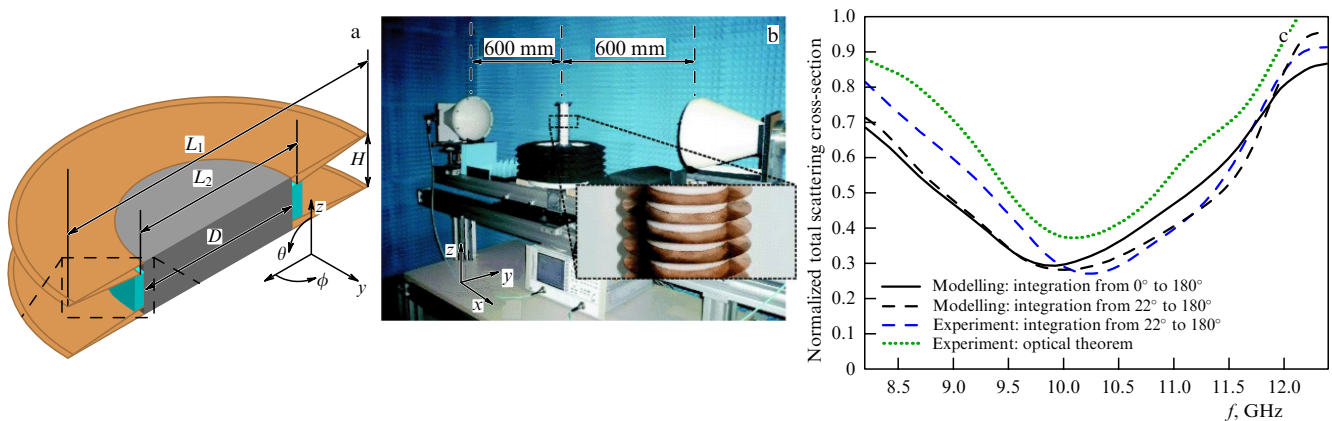 a
L₁
L₂
H
D
z
θ
ϕ
y
b
600 mm
600 mm
z
y
x
c
Normalized total scattering cross-section
1.0
0.9
0.8
0.7
0.6
0.5
0.4
0.3
0.2
0.1
0
Modelling: integration from 0° to 180°
Modelling: integration from 22° to 180°
Experiment: integration from 22° to 180°
Experiment: optical theorem
8.5 9.0 9.5 10.0 10.5 11.0 11.5 12.0
f, GHz